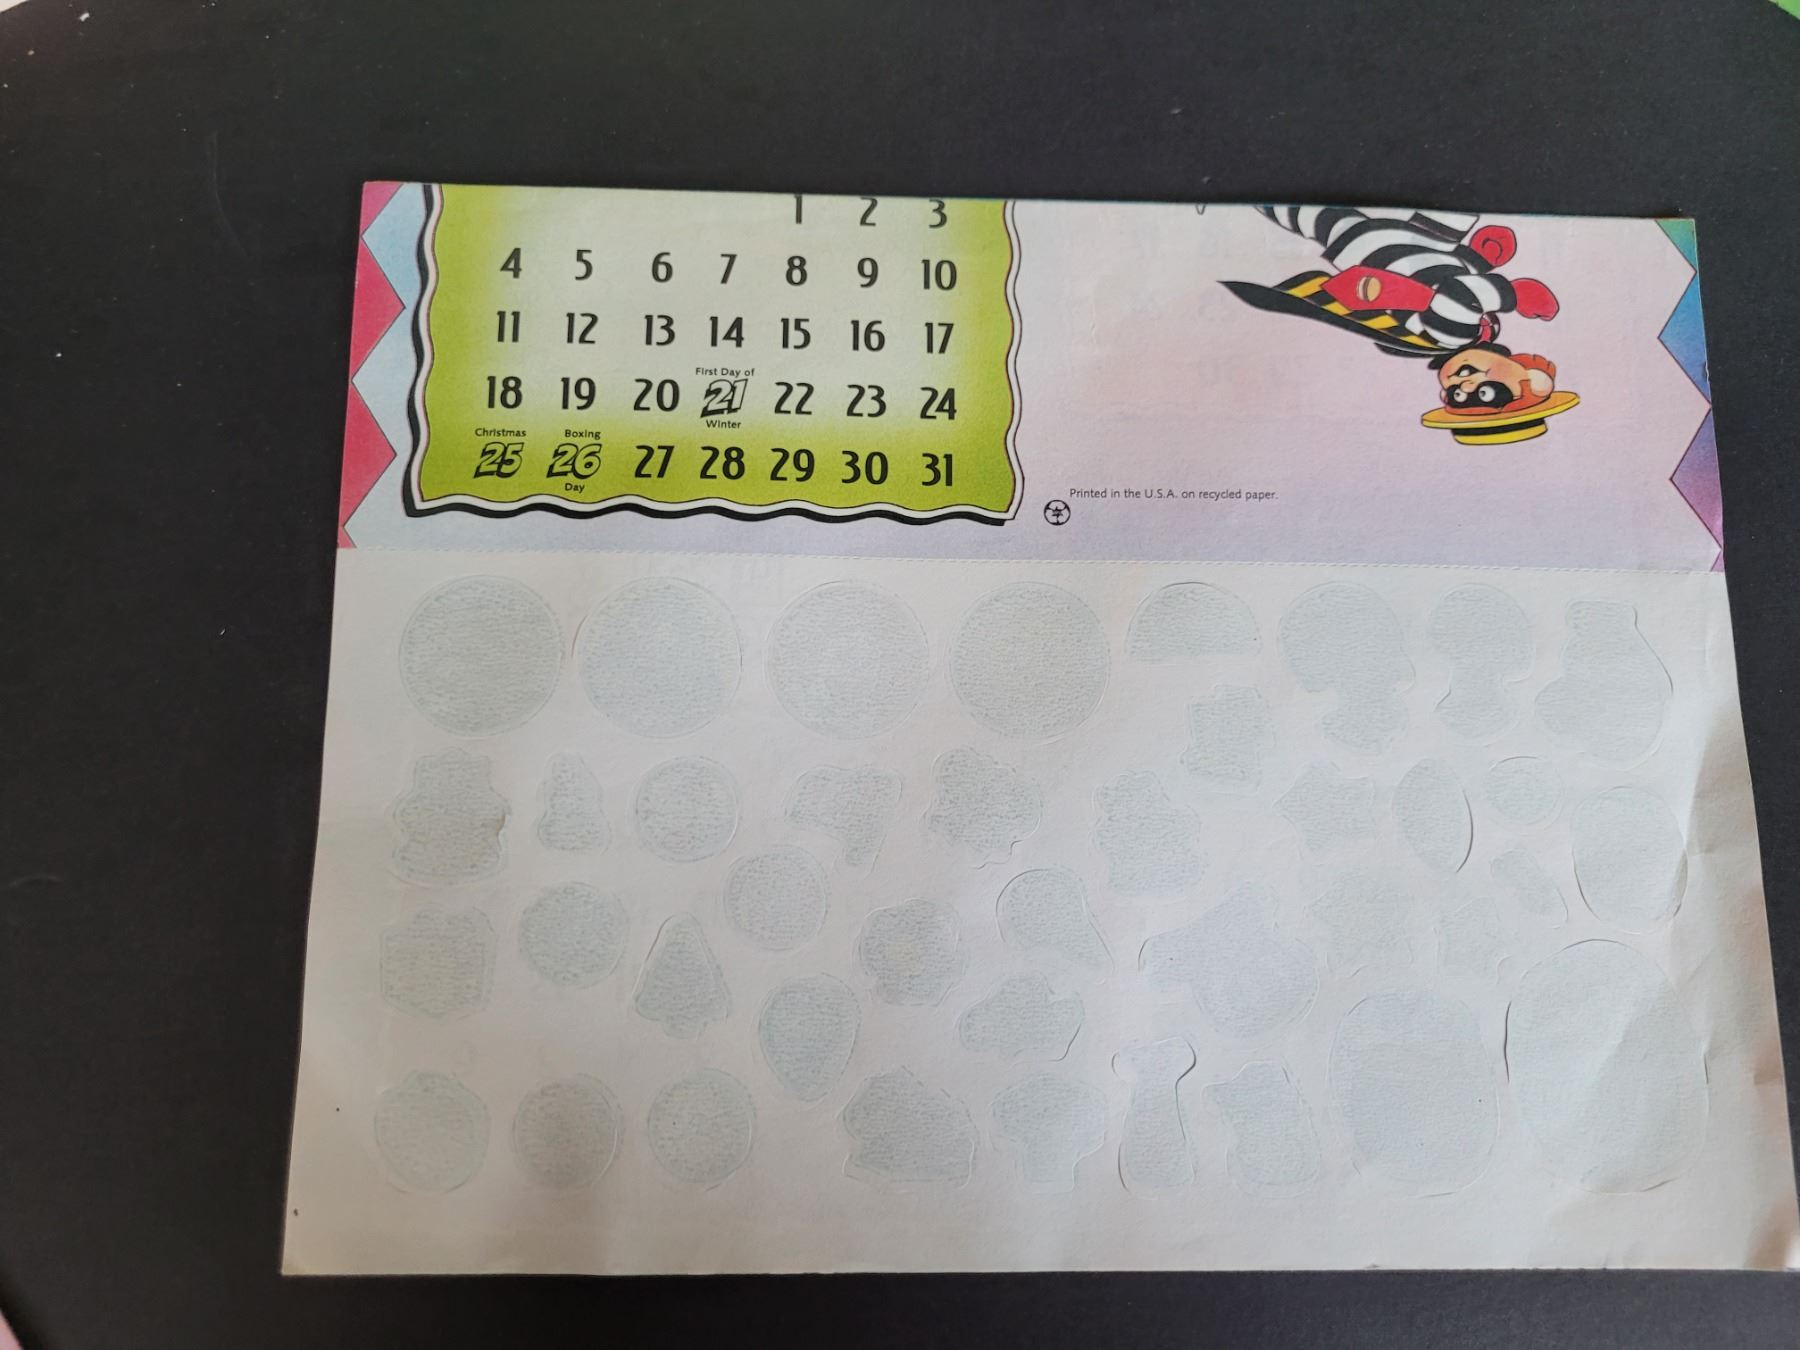 1 2 3
4 5 6 7 8 9 10
11 12 13 14 15 16 17
First Day of
18 19 20 21 22 23 24
Winter
Christmas Boxing
25 26 27 28 29 30 31
Day
Printed in the U.S.A. on recycled paper.